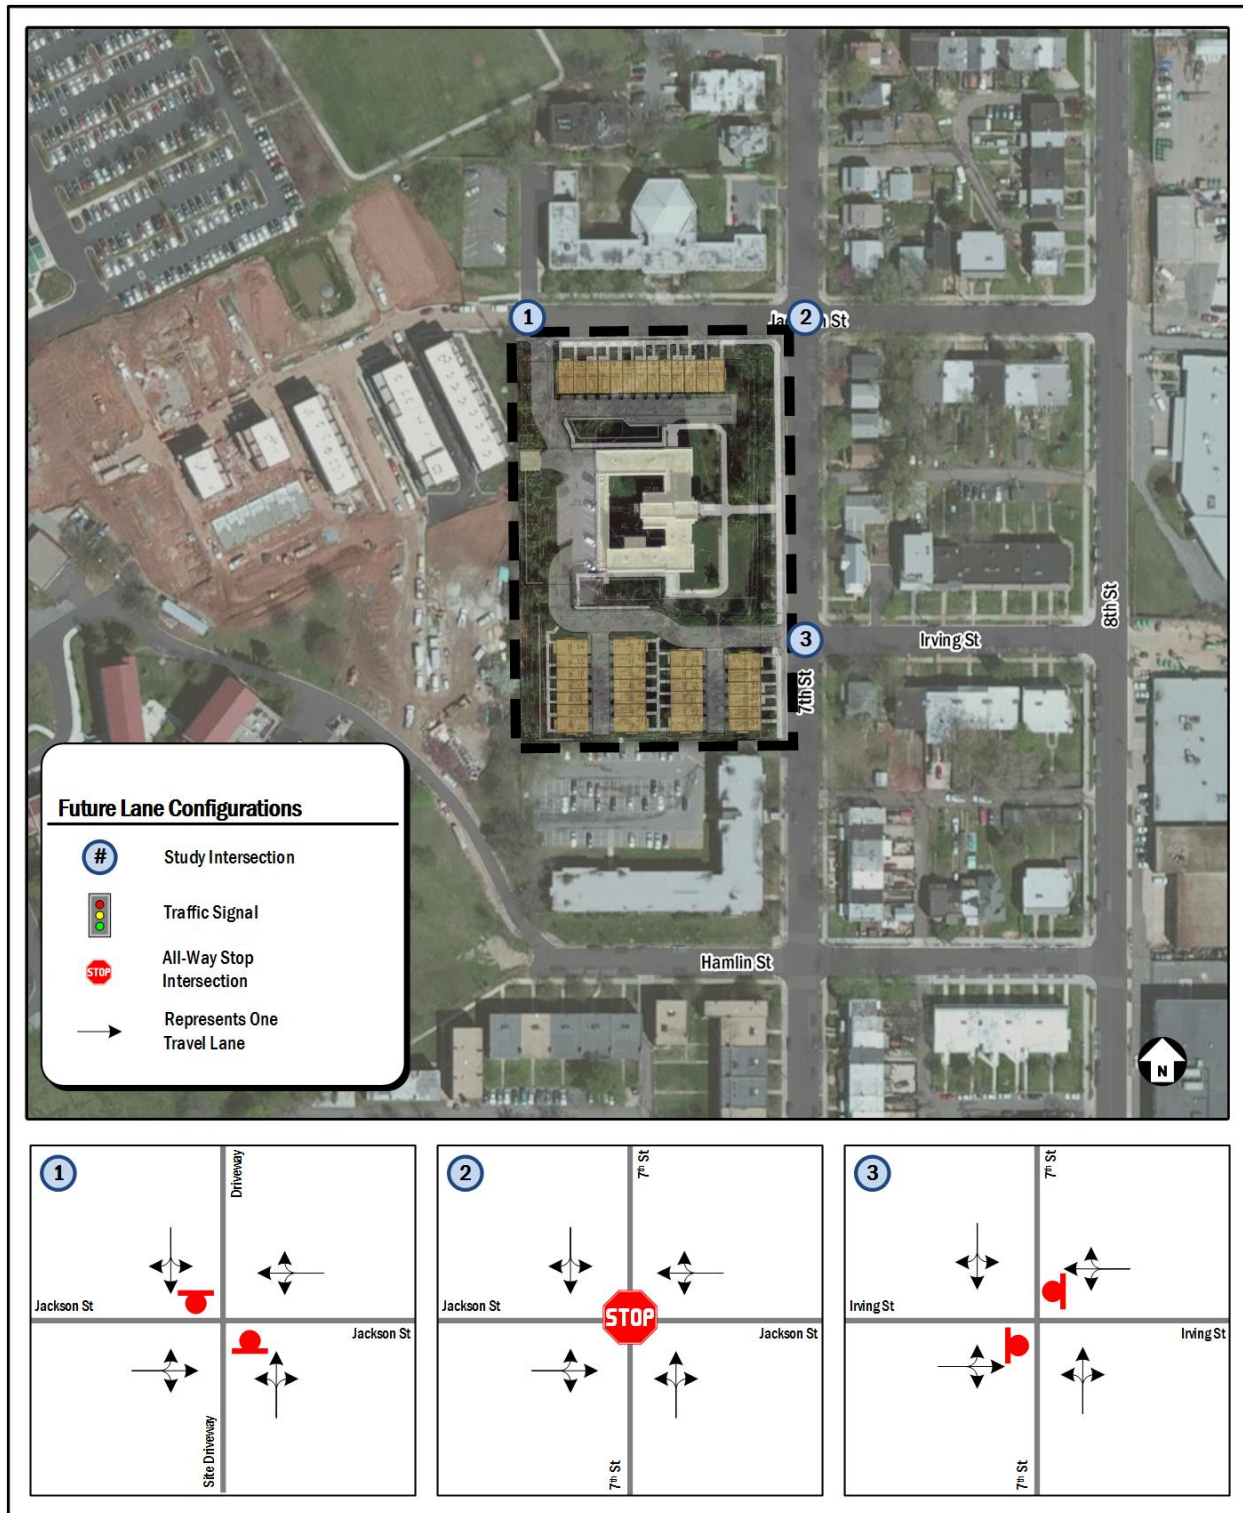 1
2
Jackson St
3
Irving St
8th St
7th St
Hamlin St
N
Future Lane Configurations
#
Study Intersection
Traffic Signal
STOP
All-Way Stop
Intersection
Represents One
Travel Lane
1
Driveway
Jackson St
Jackson St
Site Driveway
2
7th St
Jackson St
STOP
Jackson St
7th St
3
7th St
Irving St
Irving St
7th St